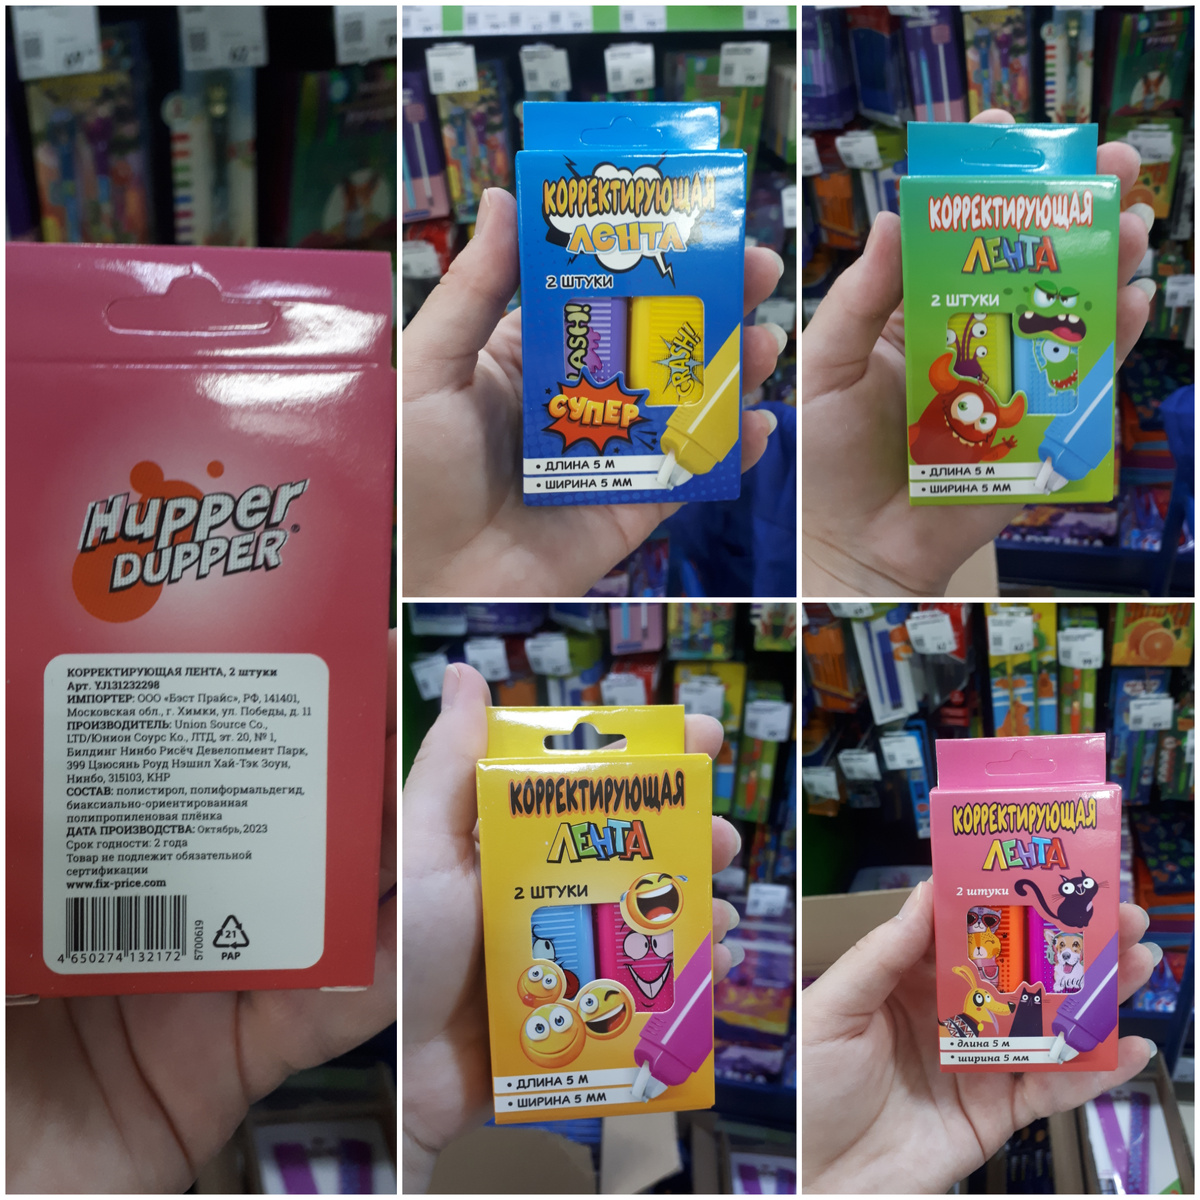 Hupper
DUPPER®
КОРРЕКТИРУЮЩАЯ ЛЕНТА, 2 штуки
Арт. YJ131232298
ИМПОРТЕР: ООО «Бэст Прайс», РФ, 141401,
Московская обл., г. Химки, ул. Победы, д. 11
ПРОИЗВОДИТЕЛЬ: Union Source Co.,
LTD/Юнион Соурс Ко., ЛТД, эт. 20, № 1,
Билдинг Нинбо Рисёч Девелопмент Парк,
399 Цзюсянь Роуд Нэшнл Хай-Тэк Зоуи,
Нинбо, 315103, КНР
СОСТАВ: полистирол, полиформальдегид,
биаксиально-ориентированная
полипропиленовая плёнка
ДАТА ПРОИЗВОДСТВА: Октябрь,2023
Срок годности: 2 года
Товар не подлежит обязательной
сертификации
www.fix-price.com
4 650274 132172
5700619
21
PAP
КОРРЕКТИРУЮЩАЯ
ЛЕНТА
2 ШТУКИ
ASH!
CRASH!!
СУПЕР
• ДЛИНА 5 М
• ШИРИНА 5 ММ
КОРРЕКТИРУЮЩАЯ
ЛЕНТА
2 ШТУКИ
• ДЛИНА 5 М
• ШИРИНА 5 ММ
КОРРЕКТИРУЮЩАЯ
ЛЕНТА
2 ШТУКИ
• ДЛИНА 5 М
• ШИРИНА 5 ММ
КОРРЕКТИРУЮЩАЯ
ЛЕНТА
2 штуки
Good
• длина 5 м
• ширина 5 мм